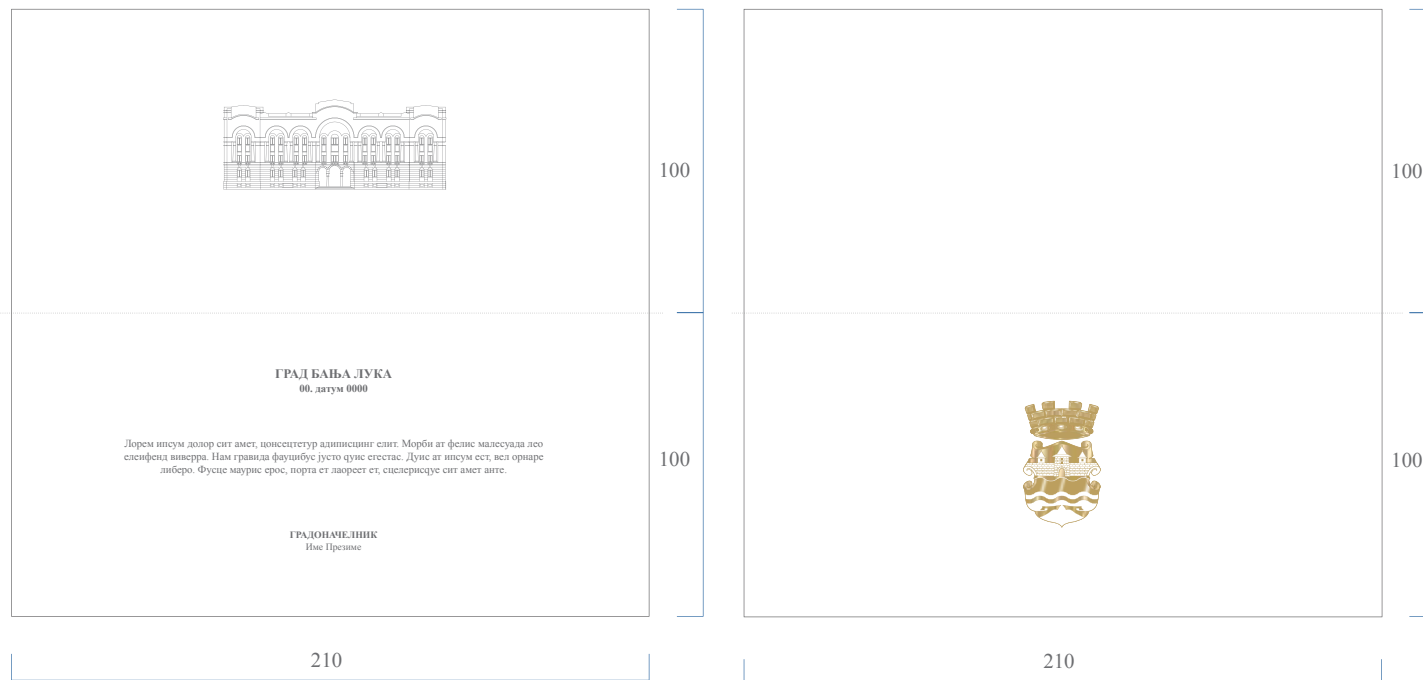 100
100
ГРАД БАЊА ЛУКА
00. датум 0000
Лорем ипсум долор сит амет, цонсецтетур адиписцинг елит. Морби ат фелис малесуада лео
елеифенд виверра. Нам гравида фауцибус јусто qуис егестас. Дуис ат ипсум ест, вел орнаре
либеро. Фусце маурис ерос, порта ет лаореет ет, сцелерисqуе сит амет анте.
100
100
ГРАДОНАЧЕЛНИК
Име Презиме
210
210